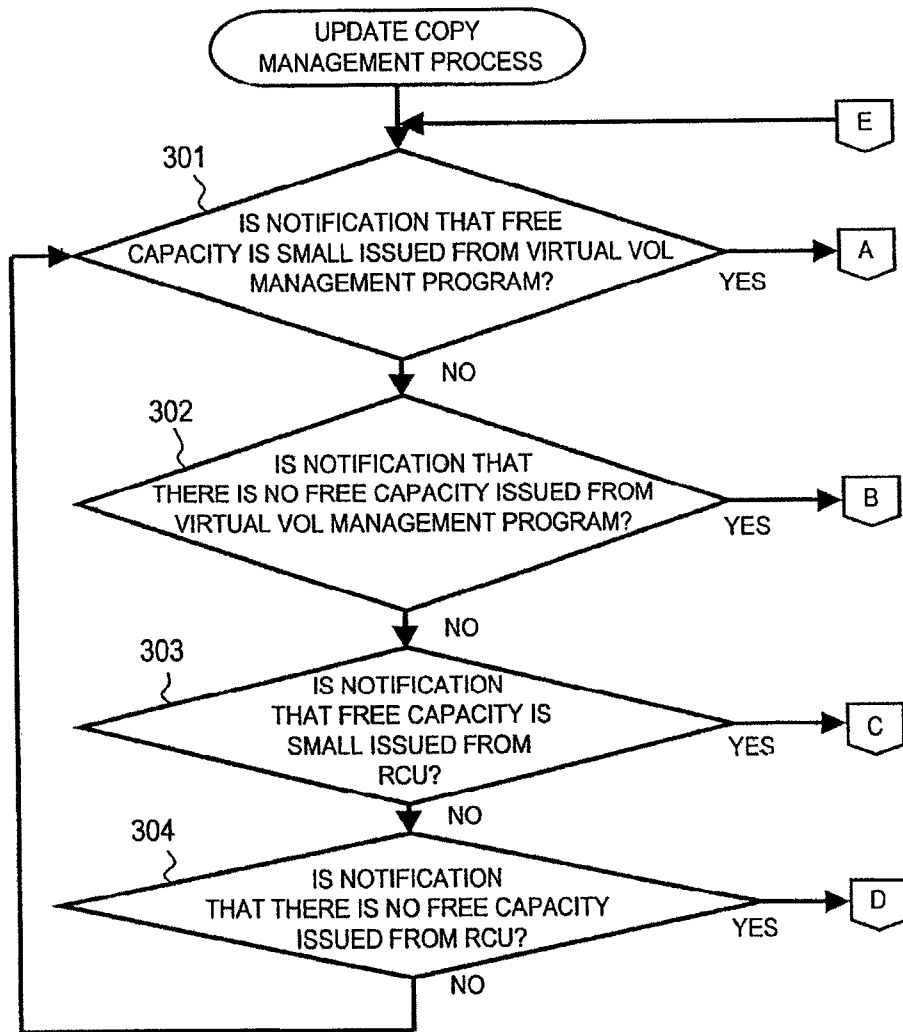 UPDATE COPY
MANAGEMENT PROCESS
E
301
IS NOTIFICATION THAT FREE
CAPACITY IS SMALL ISSUED FROM VIRTUAL VOL
MANAGEMENT PROGRAM?
A
YES
NO
302
IS NOTIFICATION THAT
THERE IS NO FREE CAPACITY ISSUED FROM
VIRTUAL VOL MANAGEMENT PROGRAM?
B
YES
NO
303
IS NOTIFICATION
THAT FREE CAPACITY IS
SMALL ISSUED FROM
RCU?
C
YES
NO
304
IS NOTIFICATION
THAT THERE IS NO FREE CAPACITY
ISSUED FROM RCU?
D
YES
NO